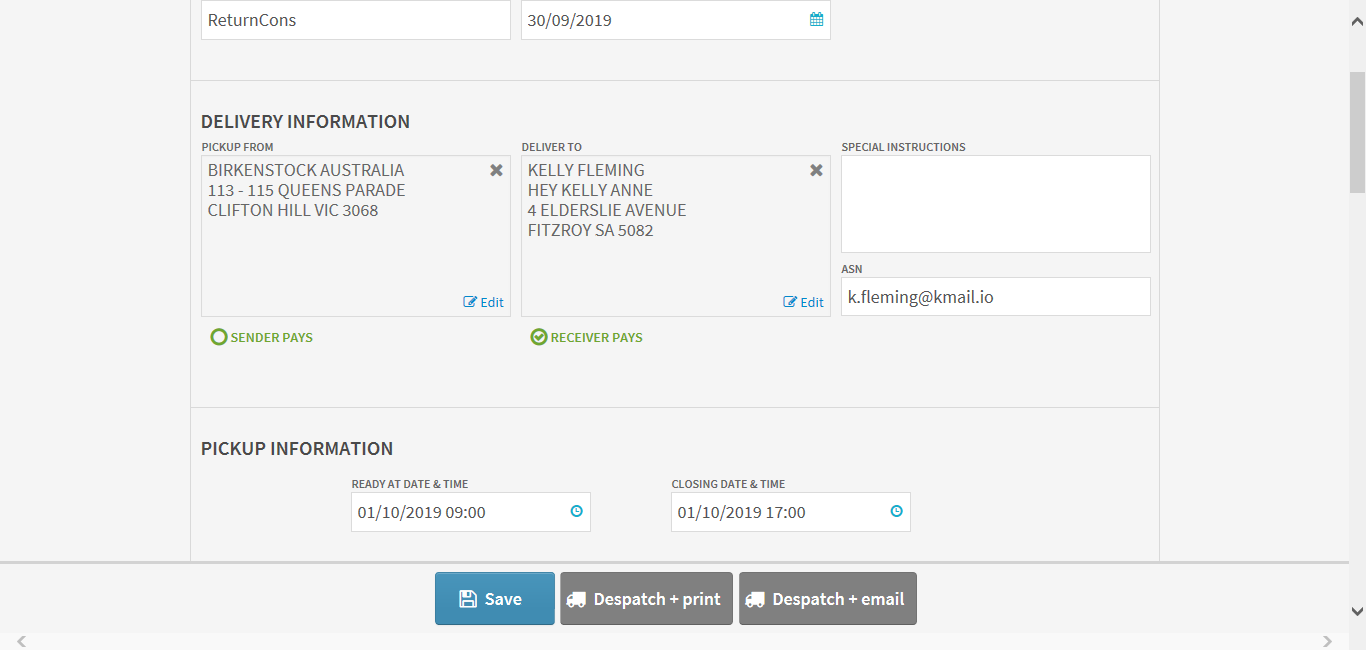 ReturnCons
30/09/2019
DELIVERY INFORMATION
PICKUP FROM
BIRKENSTOCK AUSTRALIA
113 - 115 QUEENS PARADE
CLIFTON HILL VIC 3068
Edit
SENDER PAYS
DELIVER TO
KELLY FLEMING
HEY KELLY ANNE
4 ELDERSLIE AVENUE
FITZROY SA 5082
Edit
RECEIVER PAYS
SPECIAL INSTRUCTIONS
ASN
k.fleming@kmail.io
PICKUP INFORMATION
READY AT DATE & TIME
01/10/2019 09:00
CLOSING DATE & TIME
01/10/2019 17:00
Save
Despatch + print
Despatch + email